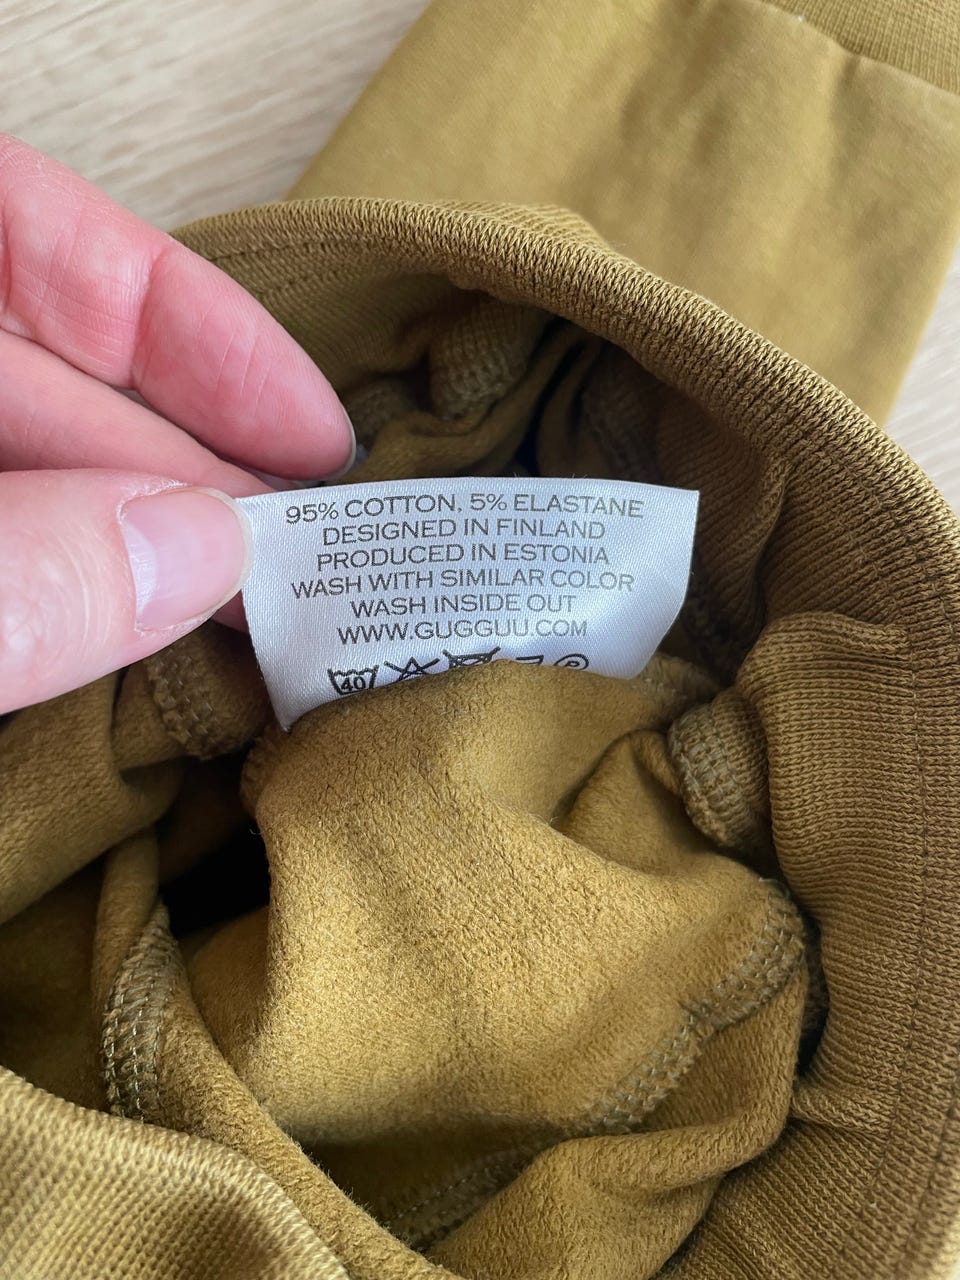 95% COTTON, 5% ELASTANE
DESIGNED IN FINLAND
PRODUCED IN ESTONIA
WASH WITH SIMILAR COLOR
WASH INSIDE OUT
WWW.GUGGUU.COM
40